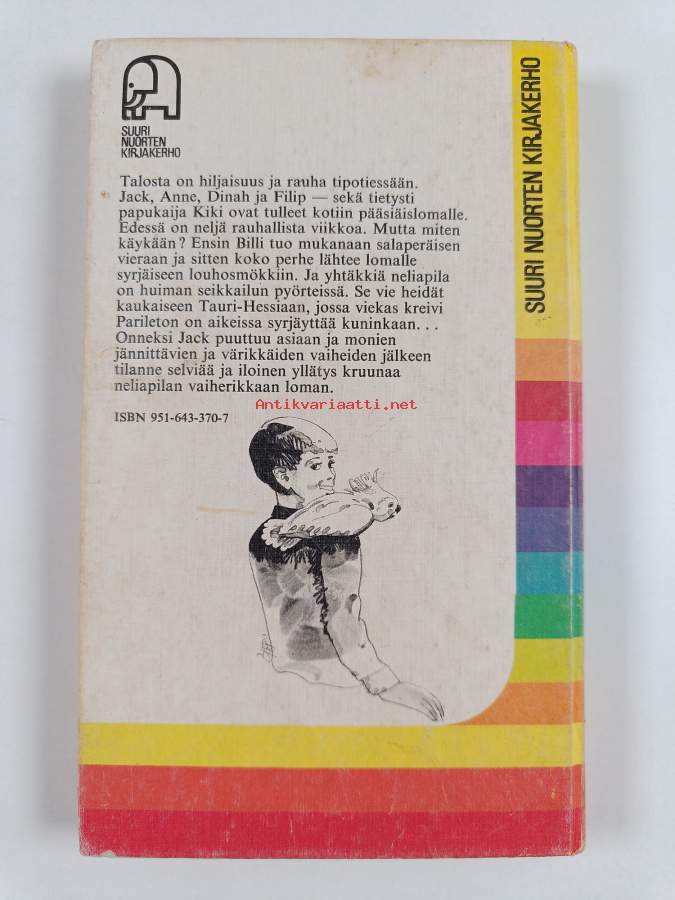 SUURI
NUORTEN
KIRJAKERHO
SUURI NUORTEN KIRJAKERHO
Talosta on hiljaisuus ja rauha tipotiessään.
Jack, Anne, Dinah ja Filip — sekä tietysti
papukaija Kiki ovat tulleet kotiin pääsiäislomalle.
Edessä on neljä rauhallista viikkoa. Mutta miten
käykään? Ensin Billi tuo mukanaan salaperäisen
vieraan ja sitten koko perhe lähtee lomalle
syrjäiseen louhosmökkiin. Ja yhtäkkiä neliapila
on huiman seikkailun pyörteissä. Se vie heidät
kaukaiseen Tauri-Hessiaan, jossa viekas kreivi
Parileton on aikeissa syrjäyttää kuninkaan. . .
Onneksi Jack puuttuu asiaan ja monien
jännittävien ja värikkäiden vaiheiden jälkeen
tilanne selviää ja iloinen yllätys kruunaa
neliapilan vaiherikkaan loman.
Antikvariaatti.net
ISBN 951-643-370-7